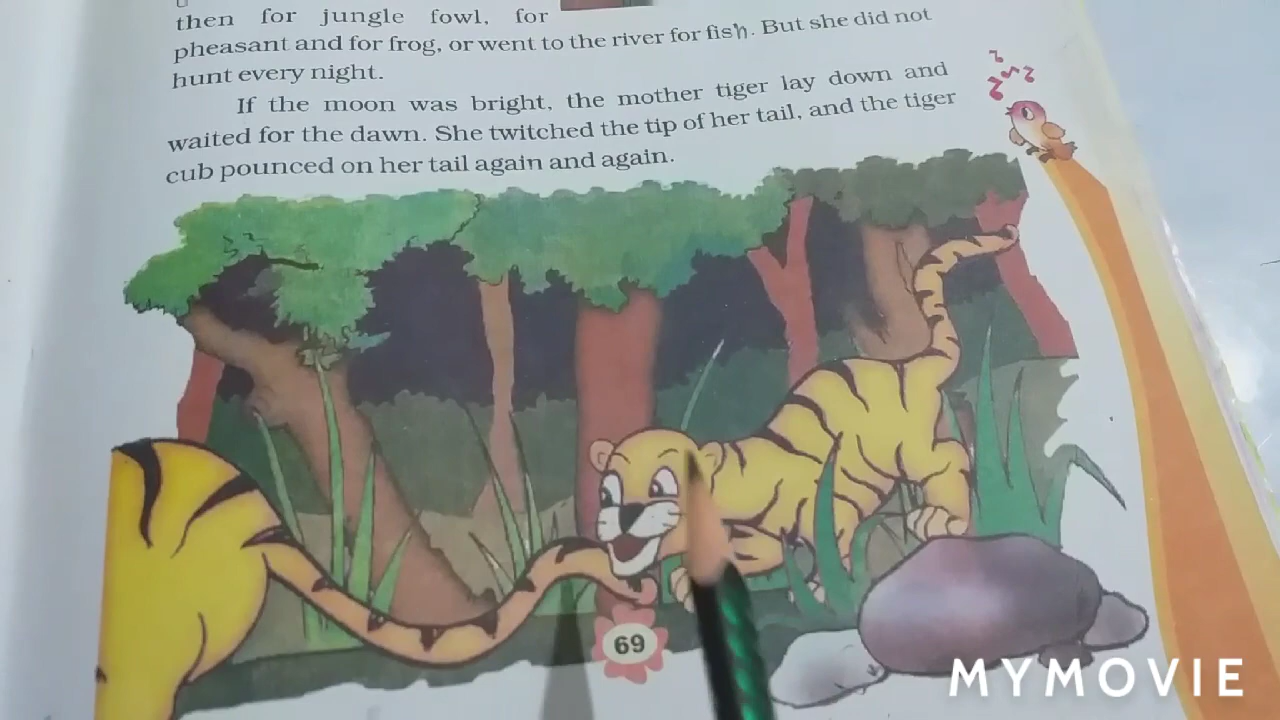 then for jungle fowl, for
pheasant and for frog, or went to the river for fish. But she did not
hunt every night.
If the moon was bright, the mother tiger lay down and
waited for the dawn. She twitched the tip of her tail, and the tiger
cub pounced on her tail again and again.
69
MYMOVIE